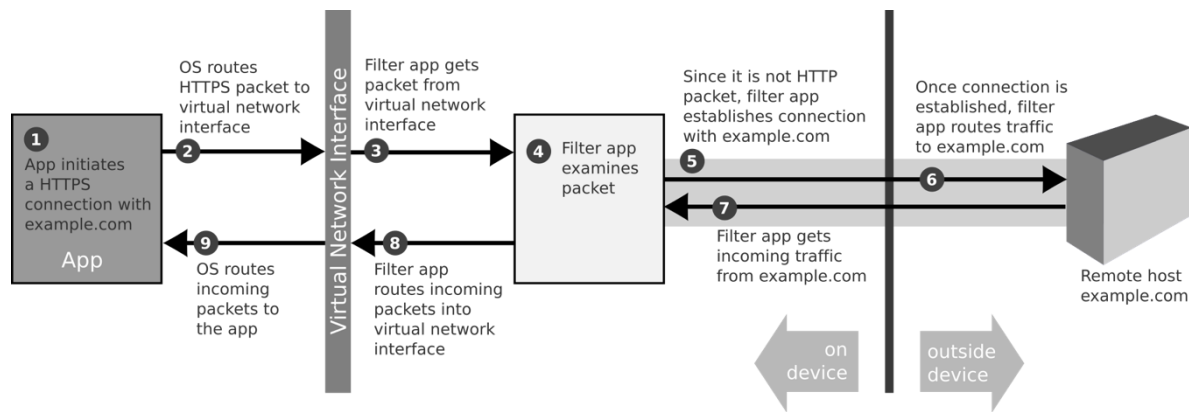 1
App initiates
a HTTPS
connection with
example.com
App
OS routes
HTTPS packet to
virtual network
interface
2
Virtual Network Interface
Filter app gets
packet from
virtual network
interface
3
4
Filter app
examines
packet
Since it is not HTTP
packet, filter app
establishes connection
with example.com
5
Once connection is
established, filter
app routes traffic
to example.com
6
7
Filter app gets
incoming traffic
from example.com
Remote host
example.com
8
Filter app
routes incoming
packets into
virtual network
interface
9
OS routes
incoming
packets to
the app
on
device
outside
device